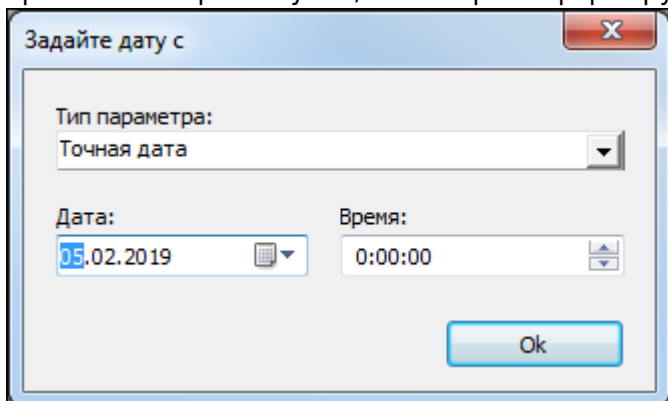 Задайте дату с
Тип параметра:
Точная дата
Дата: Время:
05.02.2019 0:00:00
Ok